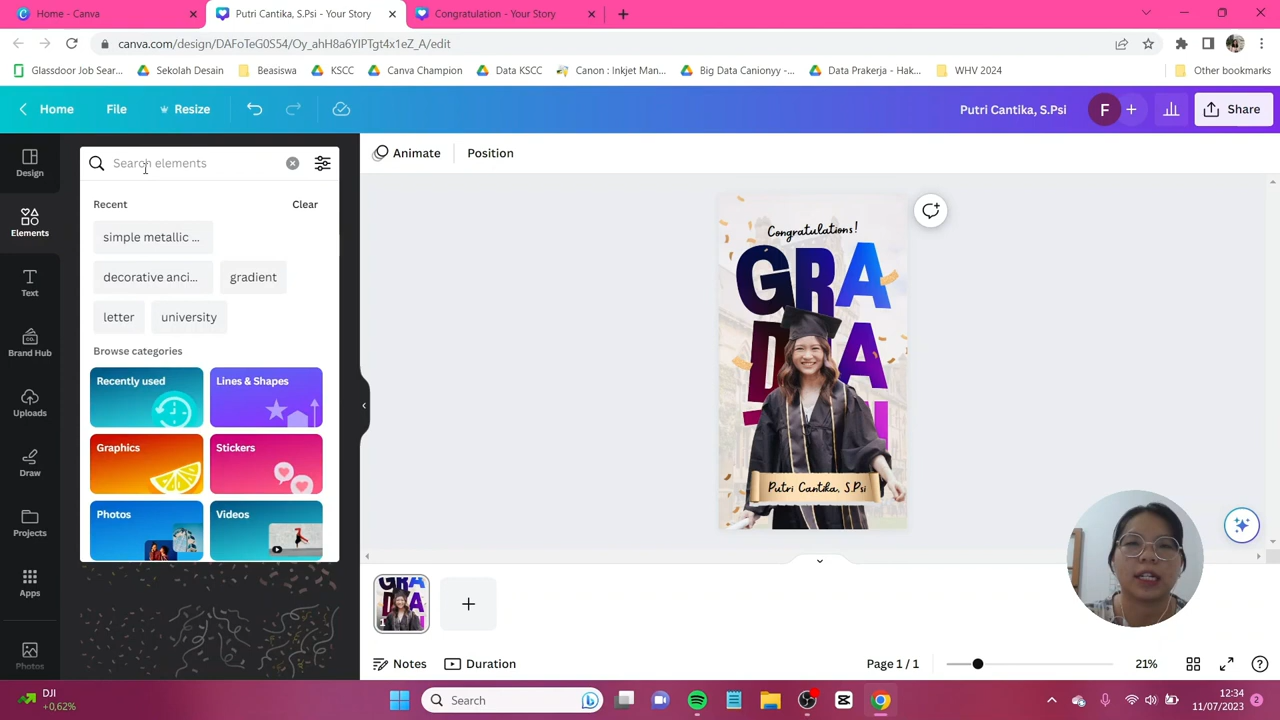 Home - Canva
Putri Cantika, S.Psi - Your Story
Congratulation - Your Story
canva.com/design/DAFoTeG0S54/Oy_ahH8a6YIPTgt4x1eZ_A/edit
Glassdoor Job Sear...
Sekolah Desain
Beasiswa
KSCC
Canva Champion
Data KSCC
Canon : Inkjet Man...
Big Data Canionyy -...
Data Prakerja - Hak...
WHV 2024
Other bookmarks
Home
File
Resize
Putri Cantika, S.Psi
F
Share
Design
Elements
Text
Brand Hub
Uploads
Draw
Projects
Apps
Photos
Search elements
Recent
Clear
simple metallic ...
decorative anci...
gradient
letter
university
Browse categories
Recently used
Lines & Shapes
Graphics
Stickers
Photos
Videos
Animate
Position
Congratulations!
GRA
DUA
Putri Cantika, S.Psi
GRA
1
Notes
Duration
Page 1 / 1
21%
DJI
+0,62%
Search
12:34
11/07/2023
2